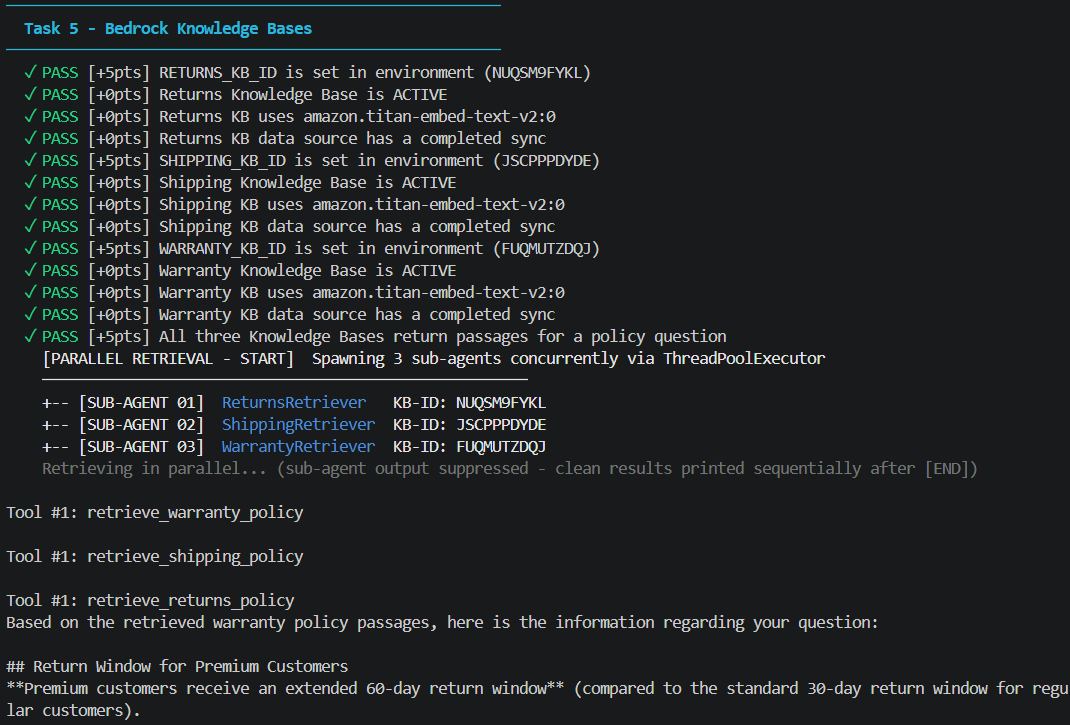 Task 5 - Bedrock Knowledge Bases
✓ PASS [+5pts] RETURNS_KB_ID is set in environment (NUQSM9FYKL)
✓ PASS [+0pts] Returns Knowledge Base is ACTIVE
✓ PASS [+0pts] Returns KB uses amazon.titan-embed-text-v2:0
✓ PASS [+0pts] Returns KB data source has a completed sync
✓ PASS [+5pts] SHIPPING_KB_ID is set in environment (JSCPPPDYDE)
✓ PASS [+0pts] Shipping Knowledge Base is ACTIVE
✓ PASS [+0pts] Shipping KB uses amazon.titan-embed-text-v2:0
✓ PASS [+0pts] Shipping KB data source has a completed sync
✓ PASS [+5pts] WARRANTY_KB_ID is set in environment (FUQMUTZDQJ)
✓ PASS [+0pts] Warranty Knowledge Base is ACTIVE
✓ PASS [+0pts] Warranty KB uses amazon.titan-embed-text-v2:0
✓ PASS [+0pts] Warranty KB data source has a completed sync
✓ PASS [+5pts] All three Knowledge Bases return passages for a policy question
[PARALLEL RETRIEVAL - START]  Spawning 3 sub-agents concurrently via ThreadPoolExecutor
+-- [SUB-AGENT 01]  ReturnsRetriever   KB-ID: NUQSM9FYKL
+-- [SUB-AGENT 02]  ShippingRetriever  KB-ID: JSCPPPDYDE
+-- [SUB-AGENT 03]  WarrantyRetriever  KB-ID: FUQMUTZDQJ
Retrieving in parallel... (sub-agent output suppressed - clean results printed sequentially after [END])
Tool #1: retrieve_warranty_policy
Tool #1: retrieve_shipping_policy
Tool #1: retrieve_returns_policy
Based on the retrieved warranty policy passages, here is the information regarding your question:
## Return Window for Premium Customers
**Premium customers receive an extended 60-day return window** (compared to the standard 30-day return window for regu
lar customers).